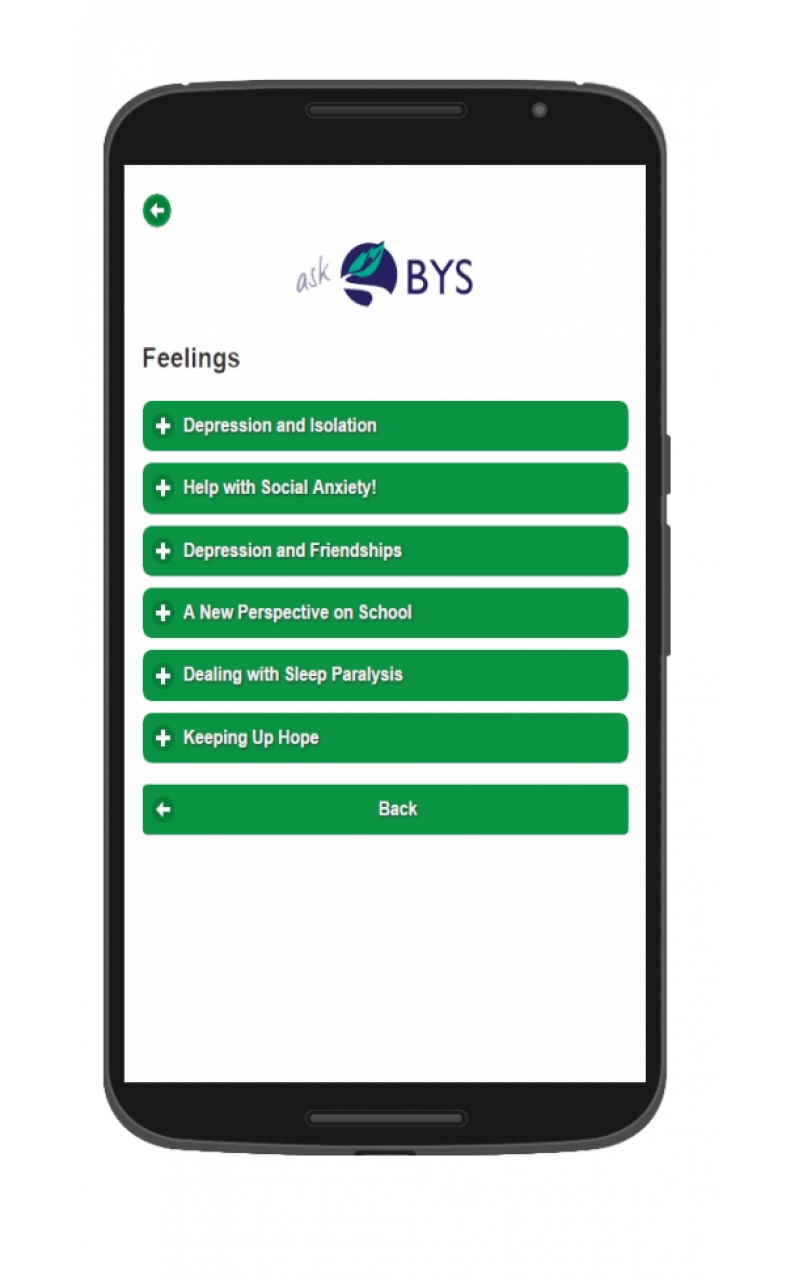 ask BYS
Feelings
Depression and Isolation
Help with Social Anxiety!
Depression and Friendships
A New Perspective on School
Dealing with Sleep Paralysis
Keeping Up Hope
Back